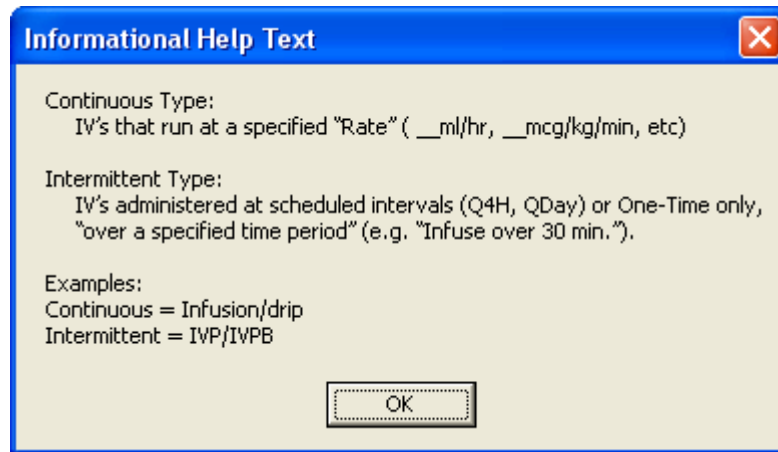 Informational Help Text
Continuous Type:
IV's that run at a specified "Rate" ( __ml/hr, __mcg/kg/min, etc)
Intermittent Type:
IV's administered at scheduled intervals (Q4H, QDay) or One-Time only,
"over a specified time period" (e.g. "Infuse over 30 min.").
Examples:
Continuous = Infusion/drip
Intermittent = IVP/IVPB
OK